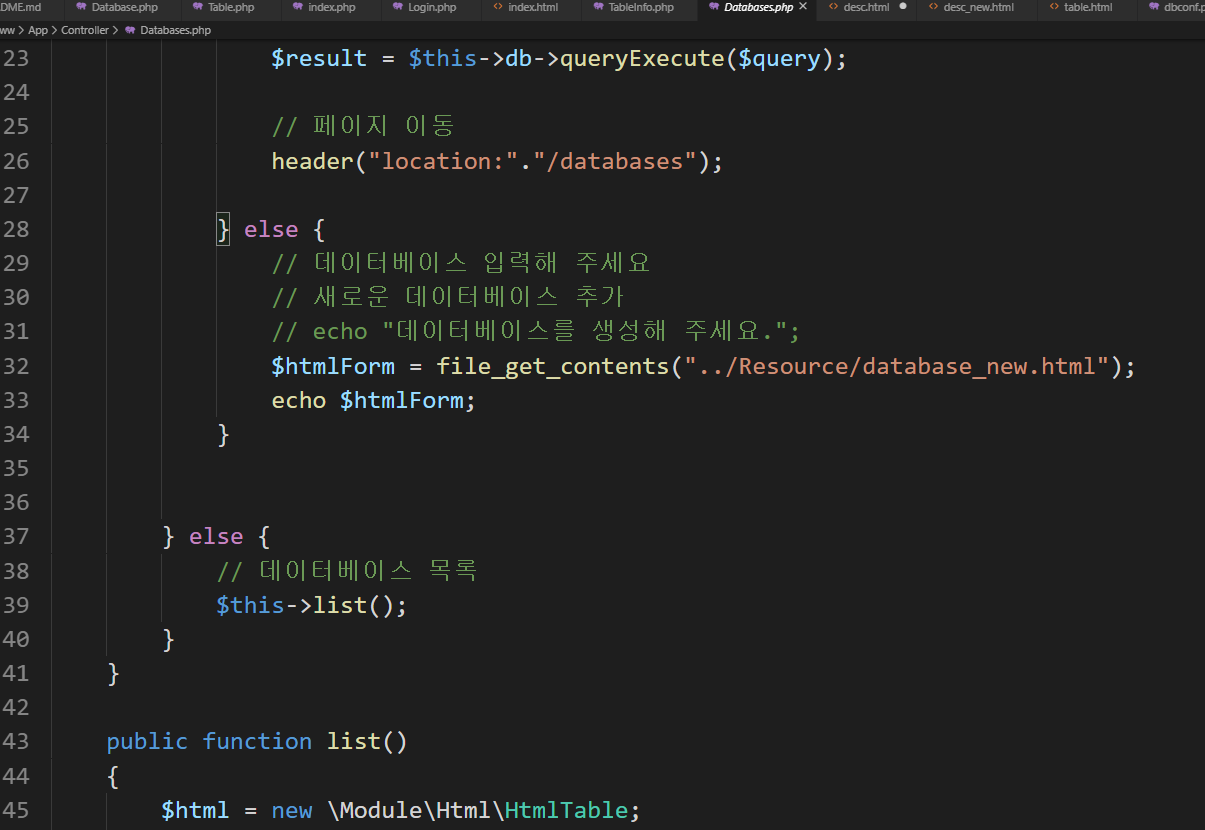 DME.md Database.php Table.php index.php Login.php index.html TableInfo.php Databases.php desc.html desc_new.html table.html dbconf.p
ww > App > Controller > Databases.php
23 $result = $this->db->queryExecute($query);
24
25 // 페이지 이동
26 header("location:"."/databases");
27
28 } else {
29 // 데이터베이스 입력해 주세요
30 // 새로운 데이터베이스 추가
31 // echo "데이터베이스를 생성해 주세요.";
32 $htmlForm = file_get_contents("../Resource/database_new.html");
33 echo $htmlForm;
34 }
35
36
37 } else {
38 // 데이터베이스 목록
39 $this->list();
40 }
41 }
42
43 public function list()
44 {
45 $html = new \Module\Html\HtmlTable;